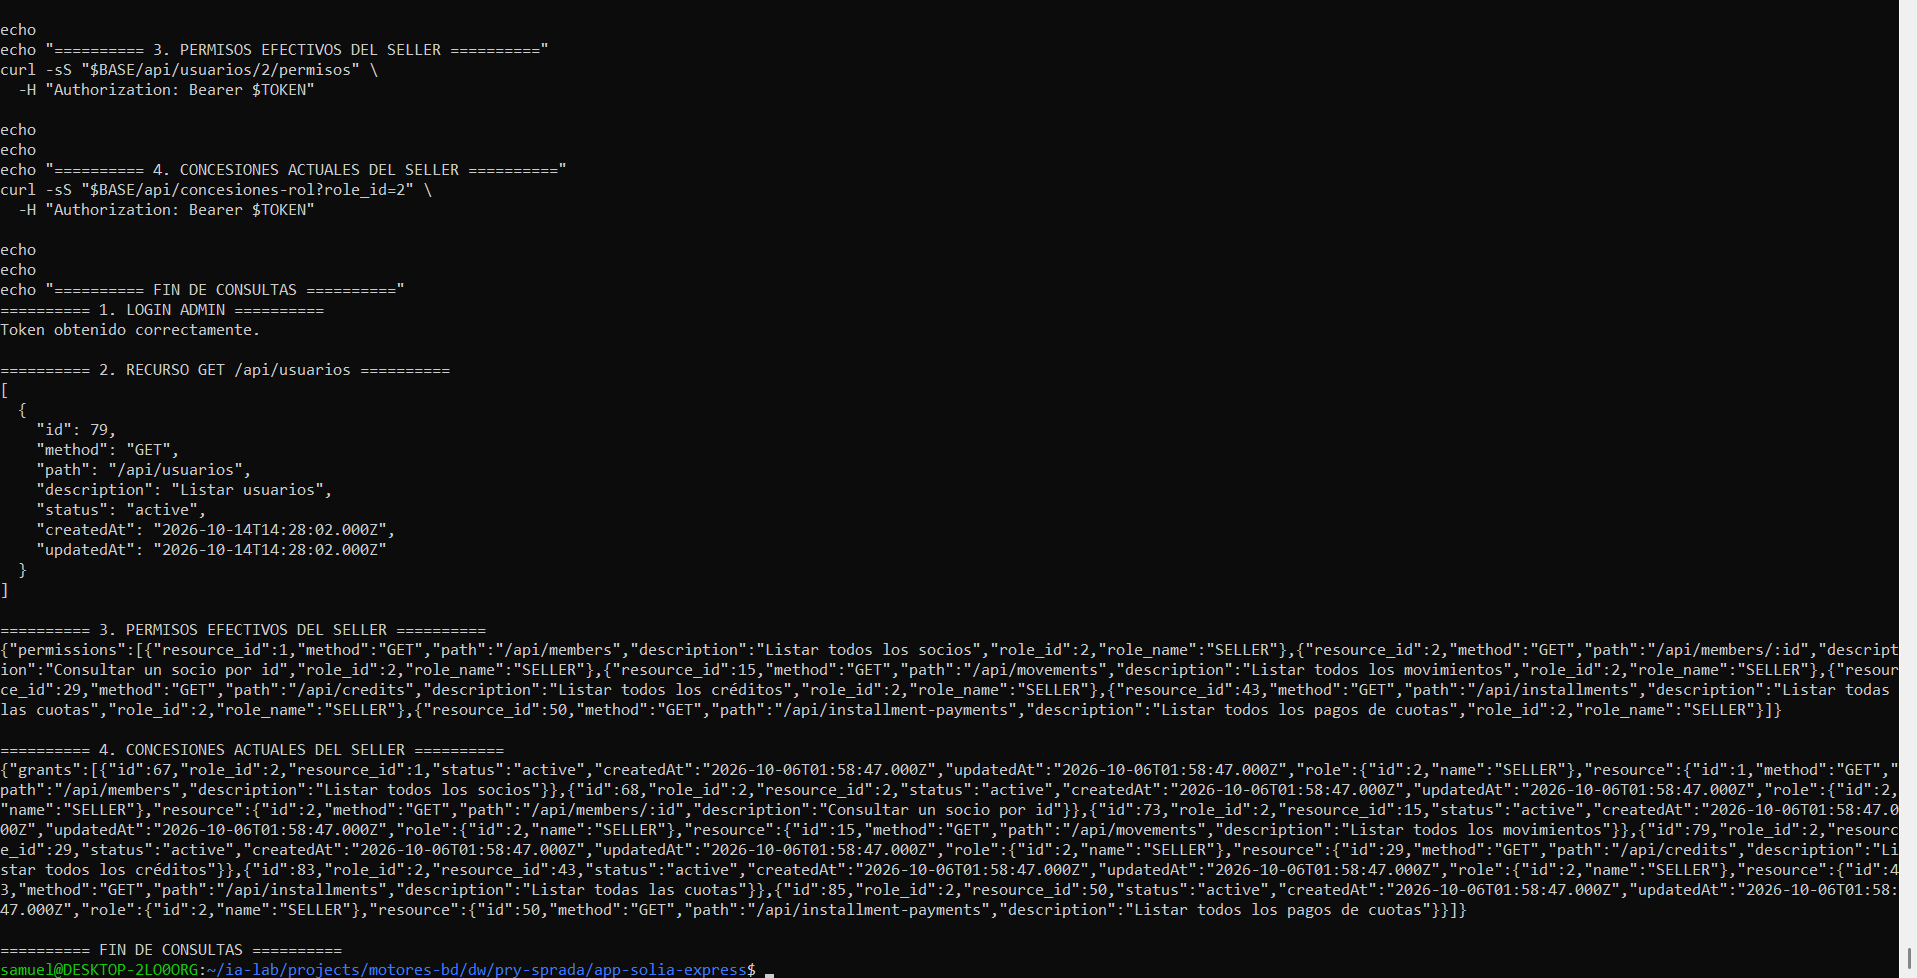 echo
echo "========== 3. PERMISOS EFECTIVOS DEL SELLER =========="
curl -sS "$BASE/api/usuarios/2/permisos" \
  -H "Authorization: Bearer $TOKEN"
echo
echo
echo "========== 4. CONCESIONES ACTUALES DEL SELLER =========="
curl -sS "$BASE/api/concesiones-rol?role_id=2" \
  -H "Authorization: Bearer $TOKEN"
echo
echo
echo "========== FIN DE CONSULTAS =========="
========== 1. LOGIN ADMIN ==========
Token obtenido correctamente.
========== 2. RECURSO GET /api/usuarios ==========
[
  {
    "id": 79,
    "method": "GET",
    "path": "/api/usuarios",
    "description": "Listar usuarios",
    "status": "active",
    "createdAt": "2026-10-14T14:28:02.000Z",
    "updatedAt": "2026-10-14T14:28:02.000Z"
  }
]
========== 3. PERMISOS EFECTIVOS DEL SELLER ==========
{"permissions":[{"resource_id":1,"method":"GET","path":"/api/members","description":"Listar todos los socios","role_id":2,"role_name":"SELLER"},{"resource_id":2,"method":"GET","path":"/api/members/:id","descript
ion":"Consultar un socio por id","role_id":2,"role_name":"SELLER"},{"resource_id":15,"method":"GET","path":"/api/movements","description":"Listar todos los movimientos","role_id":2,"role_name":"SELLER"},{"resour
ce_id":29,"method":"GET","path":"/api/credits","description":"Listar todos los créditos","role_id":2,"role_name":"SELLER"},{"resource_id":43,"method":"GET","path":"/api/installments","description":"Listar todas
las cuotas","role_id":2,"role_name":"SELLER"},{"resource_id":50,"method":"GET","path":"/api/installment-payments","description":"Listar todos los pagos de cuotas","role_id":2,"role_name":"SELLER"}]}
========== 4. CONCESIONES ACTUALES DEL SELLER ==========
{"grants":[{"id":67,"role_id":2,"resource_id":1,"status":"active","createdAt":"2026-10-06T01:58:47.000Z","updatedAt":"2026-10-06T01:58:47.000Z","role":{"id":2,"name":"SELLER"},"resource":{"id":1,"method":"GET","
path":"/api/members","description":"Listar todos los socios"}},{"id":68,"role_id":2,"resource_id":2,"status":"active","createdAt":"2026-10-06T01:58:47.000Z","updatedAt":"2026-10-06T01:58:47.000Z","role":{"id":2,
"name":"SELLER"},"resource":{"id":2,"method":"GET","path":"/api/members/:id","description":"Consultar un socio por id"}},{"id":73,"role_id":2,"resource_id":15,"status":"active","createdAt":"2026-10-06T01:58:47.0
00Z","updatedAt":"2026-10-06T01:58:47.000Z","role":{"id":2,"name":"SELLER"},"resource":{"id":15,"method":"GET","path":"/api/movements","description":"Listar todos los movimientos"}},{"id":79,"role_id":2,"resourc
e_id":29,"status":"active","createdAt":"2026-10-06T01:58:47.000Z","updatedAt":"2026-10-06T01:58:47.000Z","role":{"id":2,"name":"SELLER"},"resource":{"id":29,"method":"GET","path":"/api/credits","description":"Li
star todos los créditos"}},{"id":83,"role_id":2,"resource_id":43,"status":"active","createdAt":"2026-10-06T01:58:47.000Z","updatedAt":"2026-10-06T01:58:47.000Z","role":{"id":2,"name":"SELLER"},"resource":{"id":4
3,"method":"GET","path":"/api/installments","description":"Listar todas las cuotas"}},{"id":85,"role_id":2,"resource_id":50,"status":"active","createdAt":"2026-10-06T01:58:47.000Z","updatedAt":"2026-10-06T01:58:
47.000Z","role":{"id":2,"name":"SELLER"},"resource":{"id":50,"method":"GET","path":"/api/installment-payments","description":"Listar todos los pagos de cuotas"}}]}
========== FIN DE CONSULTAS ==========
samuel@DESKTOP-2LO0ORG:~/ia-lab/projects/motores-bd/dw/pry-sprada/app-solia-express$